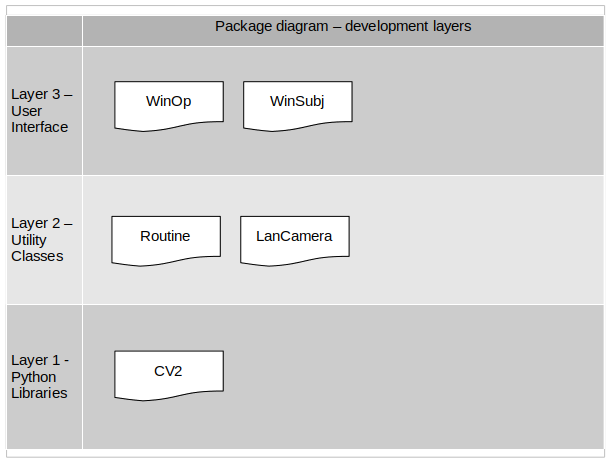 Package diagram – development layers
Layer 3 –
User
Interface
WinOp
WinSubj
Layer 2 –
Utility
Classes
Routine
LanCamera
Layer 1 -
Python
Libraries
CV2